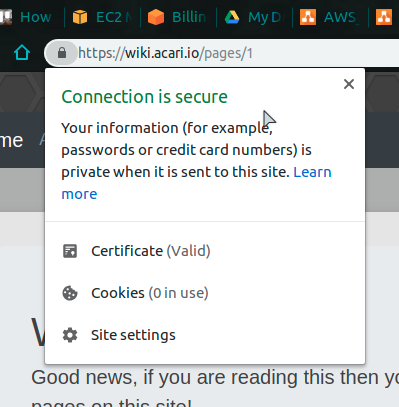 How EC2 M Billin My D AWS
https://wiki.acari.io/pages/1
Connection is secure
Your information (for example,
passwords or credit card numbers) is
private when it is sent to this site. Learn
more
Certificate (Valid)
Cookies (0 in use)
Site settings
Good news, if you are reading this then yo
pages on this site!